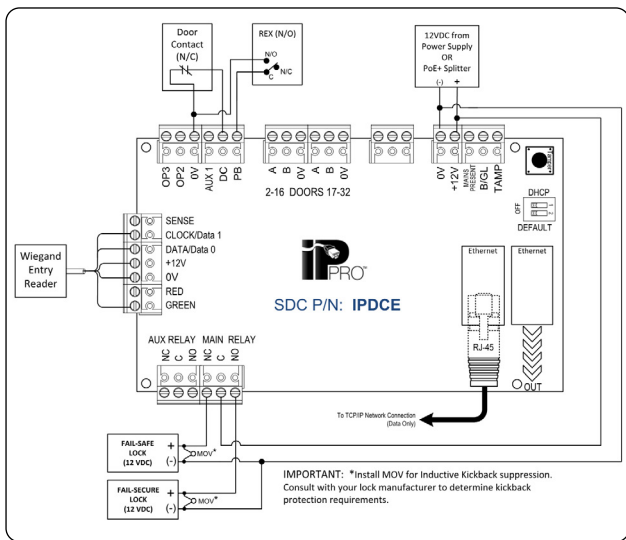 Door
Contact
(N/C)
REX (N/O)
N/O
N/C
C
12VDC from
Power Supply
OR
PoE+ Splitter
(-) +
OP3
OP2
0V
AUX 1
DC
PB
A
B
0V
A
B
0V
2-16 DOORS 17-32
0V
+12V
MAINS
PRESENT
B/GL
TAMP
Tamper
DHCP
OFF
1
2
DEFAULT
SENSE
CLOCK/Data 1
DATA/Data 0
+12V
0V
RED
GREEN
Wiegand
Entry
Reader
iPPRO™
SDC P/N: IPDCE
Ethernet
Ethernet
RJ-45
OUT
AUX RELAY MAIN RELAY
NC
C
NO
NC
C
NO
To TCP/IP Network Connection
(Data Only)
FAIL-SAFE
LOCK
(12 VDC)
+
(-)
MOV*
FAIL-SECURE
LOCK
(12 VDC)
+
(-)
MOV*
IMPORTANT: *Install MOV for Inductive Kickback suppression.
Consult with your lock manufacturer to determine kickback
protection requirements.